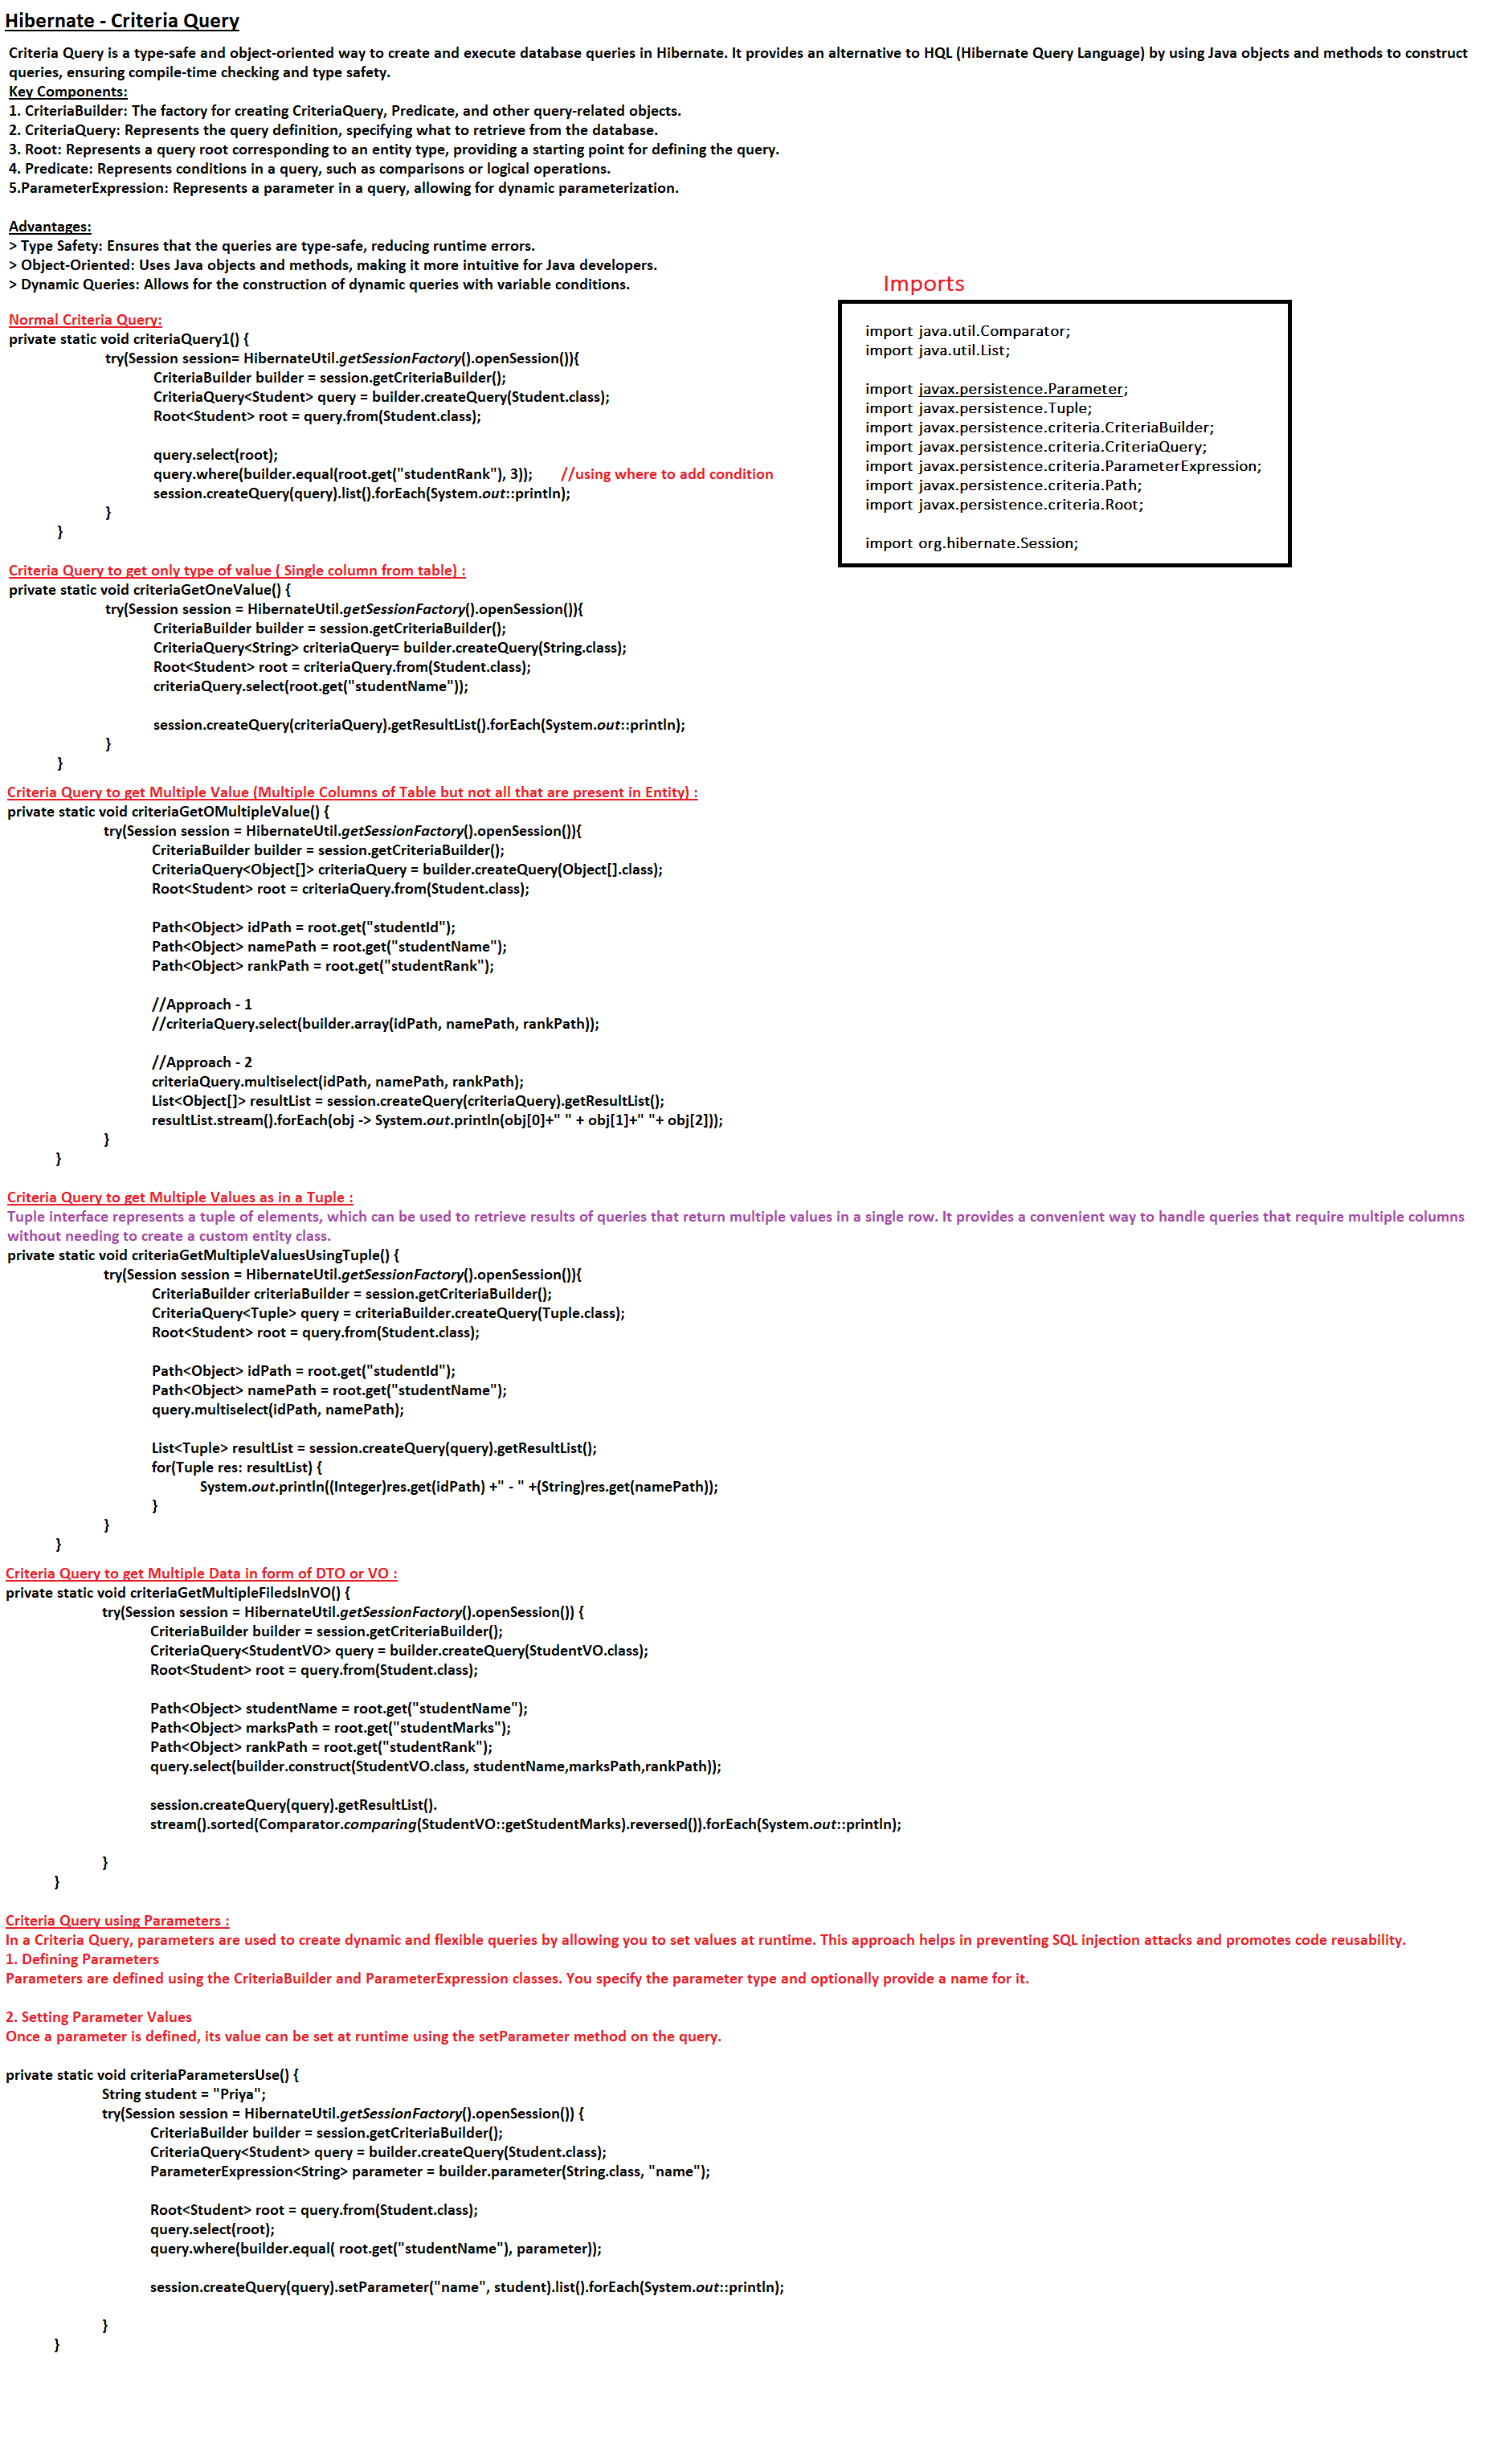 Hibernate - Criteria Query
Criteria Query is a type-safe and object-oriented way to create and execute database queries in Hibernate. It provides an alternative to HQL (Hibernate Query Language) by using Java objects and methods to construct
queries, ensuring compile-time checking and type safety.
Key Components:
1. CriteriaBuilder: The factory for creating CriteriaQuery, Predicate, and other query-related objects.
2. CriteriaQuery: Represents the query definition, specifying what to retrieve from the database.
3. Root: Represents a query root corresponding to an entity type, providing a starting point for defining the query.
4. Predicate: Represents conditions in a query, such as comparisons or logical operations.
5.ParameterExpression: Represents a parameter in a query, allowing for dynamic parameterization.
Advantages:
> Type Safety: Ensures that the queries are type-safe, reducing runtime errors.
> Object-Oriented: Uses Java objects and methods, making it more intuitive for Java developers.
> Dynamic Queries: Allows for the construction of dynamic queries with variable conditions.
Normal Criteria Query:
private static void criteriaQuery1() {
try(Session session= HibernateUtil.getSessionFactory().openSession()){
CriteriaBuilder builder = session.getCriteriaBuilder();
CriteriaQuery<Student> query = builder.createQuery(Student.class);
Root<Student> root = query.from(Student.class);
query.select(root);
query.where(builder.equal(root.get("studentRank"), 3)); //using where to add condition
session.createQuery(query).list().forEach(System.out::println);
}
}
Imports
import java.util.Comparator;
import java.util.List;
import javax.persistence.Parameter;
import javax.persistence.Tuple;
import javax.persistence.criteria.CriteriaBuilder;
import javax.persistence.criteria.CriteriaQuery;
import javax.persistence.criteria.ParameterExpression;
import javax.persistence.criteria.Path;
import javax.persistence.criteria.Root;
import org.hibernate.Session;
Criteria Query to get only type of value ( Single column from table) :
private static void criteriaGetOneValue() {
try(Session session = HibernateUtil.getSessionFactory().openSession()){
CriteriaBuilder builder = session.getCriteriaBuilder();
CriteriaQuery<String> criteriaQuery= builder.createQuery(String.class);
Root<Student> root = criteriaQuery.from(Student.class);
criteriaQuery.select(root.get("studentName"));
session.createQuery(criteriaQuery).getResultList().forEach(System.out::println);
}
}
Criteria Query to get Multiple Value (Multiple Columns of Table but not all that are present in Entity) :
private static void criteriaGetOMultipleValue() {
try(Session session = HibernateUtil.getSessionFactory().openSession()){
CriteriaBuilder builder = session.getCriteriaBuilder();
CriteriaQuery<Object[]> criteriaQuery = builder.createQuery(Object[].class);
Root<Student> root = criteriaQuery.from(Student.class);
Path<Object> idPath = root.get("studentId");
Path<Object> namePath = root.get("studentName");
Path<Object> rankPath = root.get("studentRank");
//Approach - 1
//criteriaQuery.select(builder.array(idPath, namePath, rankPath));
//Approach - 2
criteriaQuery.multiselect(idPath, namePath, rankPath);
List<Object[]> resultList = session.createQuery(criteriaQuery).getResultList();
resultList.stream().forEach(obj -> System.out.println(obj[0]+" " + obj[1]+" "+ obj[2]));
}
}
Criteria Query to get Multiple Values as in a Tuple :
Tuple interface represents a tuple of elements, which can be used to retrieve results of queries that return multiple values in a single row. It provides a convenient way to handle queries that require multiple columns
without needing to create a custom entity class.
private static void criteriaGetMultipleValuesUsingTuple() {
try(Session session = HibernateUtil.getSessionFactory().openSession()){
CriteriaBuilder criteriaBuilder = session.getCriteriaBuilder();
CriteriaQuery<Tuple> query = criteriaBuilder.createQuery(Tuple.class);
Root<Student> root = query.from(Student.class);
Path<Object> idPath = root.get("studentId");
Path<Object> namePath = root.get("studentName");
query.multiselect(idPath, namePath);
List<Tuple> resultList = session.createQuery(query).getResultList();
for(Tuple res: resultList) {
System.out.println((Integer)res.get(idPath) +" - " +(String)res.get(namePath));
}
}
}
Criteria Query to get Multiple Data in form of DTO or VO :
private static void criteriaGetMultipleFiledsInVO() {
try(Session session = HibernateUtil.getSessionFactory().openSession()) {
CriteriaBuilder builder = session.getCriteriaBuilder();
CriteriaQuery<StudentVO> query = builder.createQuery(StudentVO.class);
Root<Student> root = query.from(Student.class);
Path<Object> studentName = root.get("studentName");
Path<Object> marksPath = root.get("studentMarks");
Path<Object> rankPath = root.get("studentRank");
query.select(builder.construct(StudentVO.class, studentName,marksPath,rankPath));
session.createQuery(query).getResultList().
stream().sorted(Comparator.comparing(StudentVO::getStudentMarks).reversed()).forEach(System.out::println);
}
}
Criteria Query using Parameters :
In a Criteria Query, parameters are used to create dynamic and flexible queries by allowing you to set values at runtime. This approach helps in preventing SQL injection attacks and promotes code reusability.
1. Defining Parameters
Parameters are defined using the CriteriaBuilder and ParameterExpression classes. You specify the parameter type and optionally provide a name for it.
2. Setting Parameter Values
Once a parameter is defined, its value can be set at runtime using the setParameter method on the query.
private static void criteriaParametersUse() {
String student = "Priya";
try(Session session = HibernateUtil.getSessionFactory().openSession()) {
CriteriaBuilder builder = session.getCriteriaBuilder();
CriteriaQuery<Student> query = builder.createQuery(Student.class);
ParameterExpression<String> parameter = builder.parameter(String.class, "name");
Root<Student> root = query.from(Student.class);
query.select(root);
query.where(builder.equal( root.get("studentName"), parameter));
session.createQuery(query).setParameter("name", student).list().forEach(System.out::println);
}
}